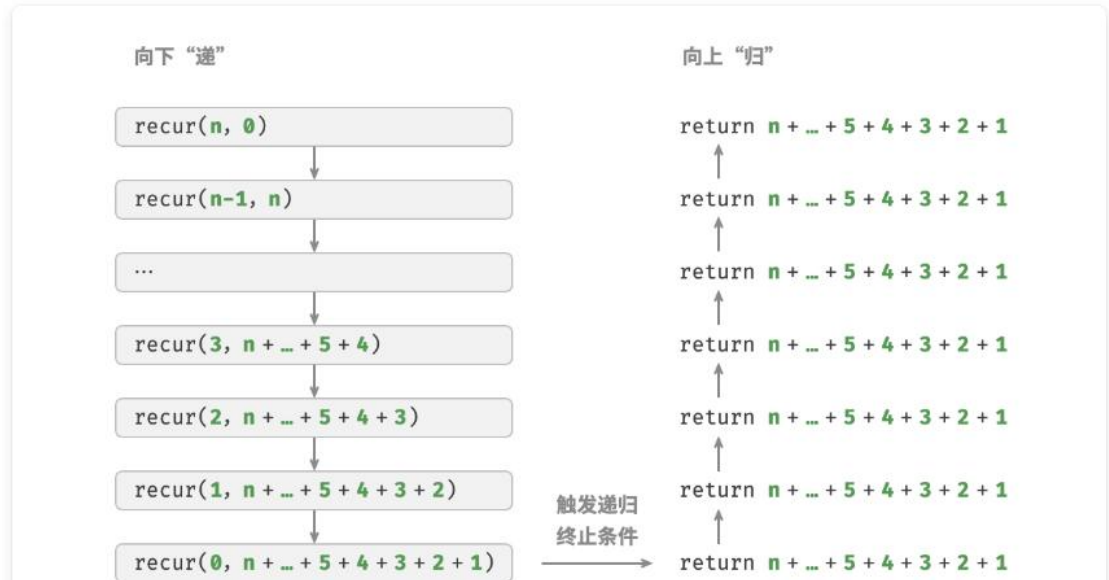 向下“递”
recur(n, 0)
recur(n-1, n)
…
recur(3, n + … + 5 + 4)
recur(2, n + … + 5 + 4 + 3)
recur(1, n + … + 5 + 4 + 3 + 2)
recur(0, n + … + 5 + 4 + 3 + 2 + 1)
触发递归
终止条件
向上“归”
return n + … + 5 + 4 + 3 + 2 + 1
return n + … + 5 + 4 + 3 + 2 + 1
return n + … + 5 + 4 + 3 + 2 + 1
return n + … + 5 + 4 + 3 + 2 + 1
return n + … + 5 + 4 + 3 + 2 + 1
return n + … + 5 + 4 + 3 + 2 + 1
return n + … + 5 + 4 + 3 + 2 + 1